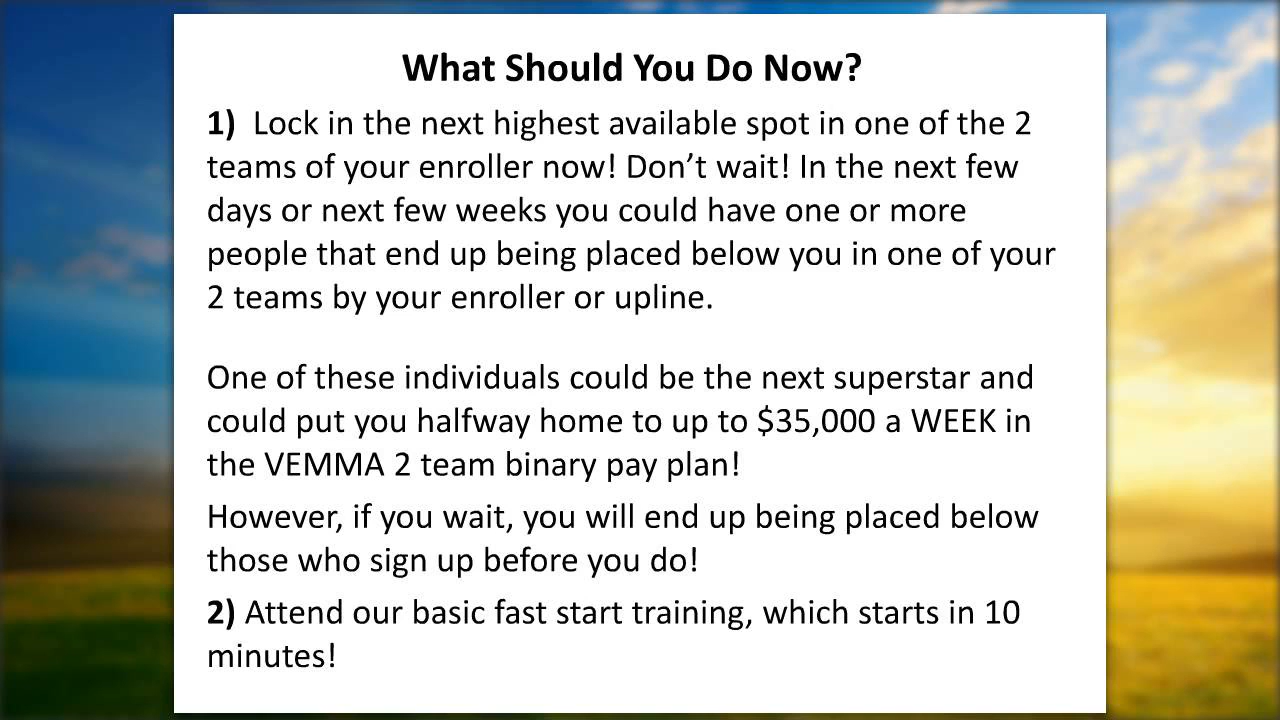 What Should You Do Now?
1)  Lock in the next highest available spot in one of the 2
teams of your enroller now! Don’t wait! In the next few
days or next few weeks you could have one or more
people that end up being placed below you in one of your
2 teams by your enroller or upline.
One of these individuals could be the next superstar and
could put you halfway home to up to $35,000 a WEEK in
the VEMMA 2 team binary pay plan!
However, if you wait, you will end up being placed below
those who sign up before you do!
2) Attend our basic fast start training, which starts in 10
minutes!